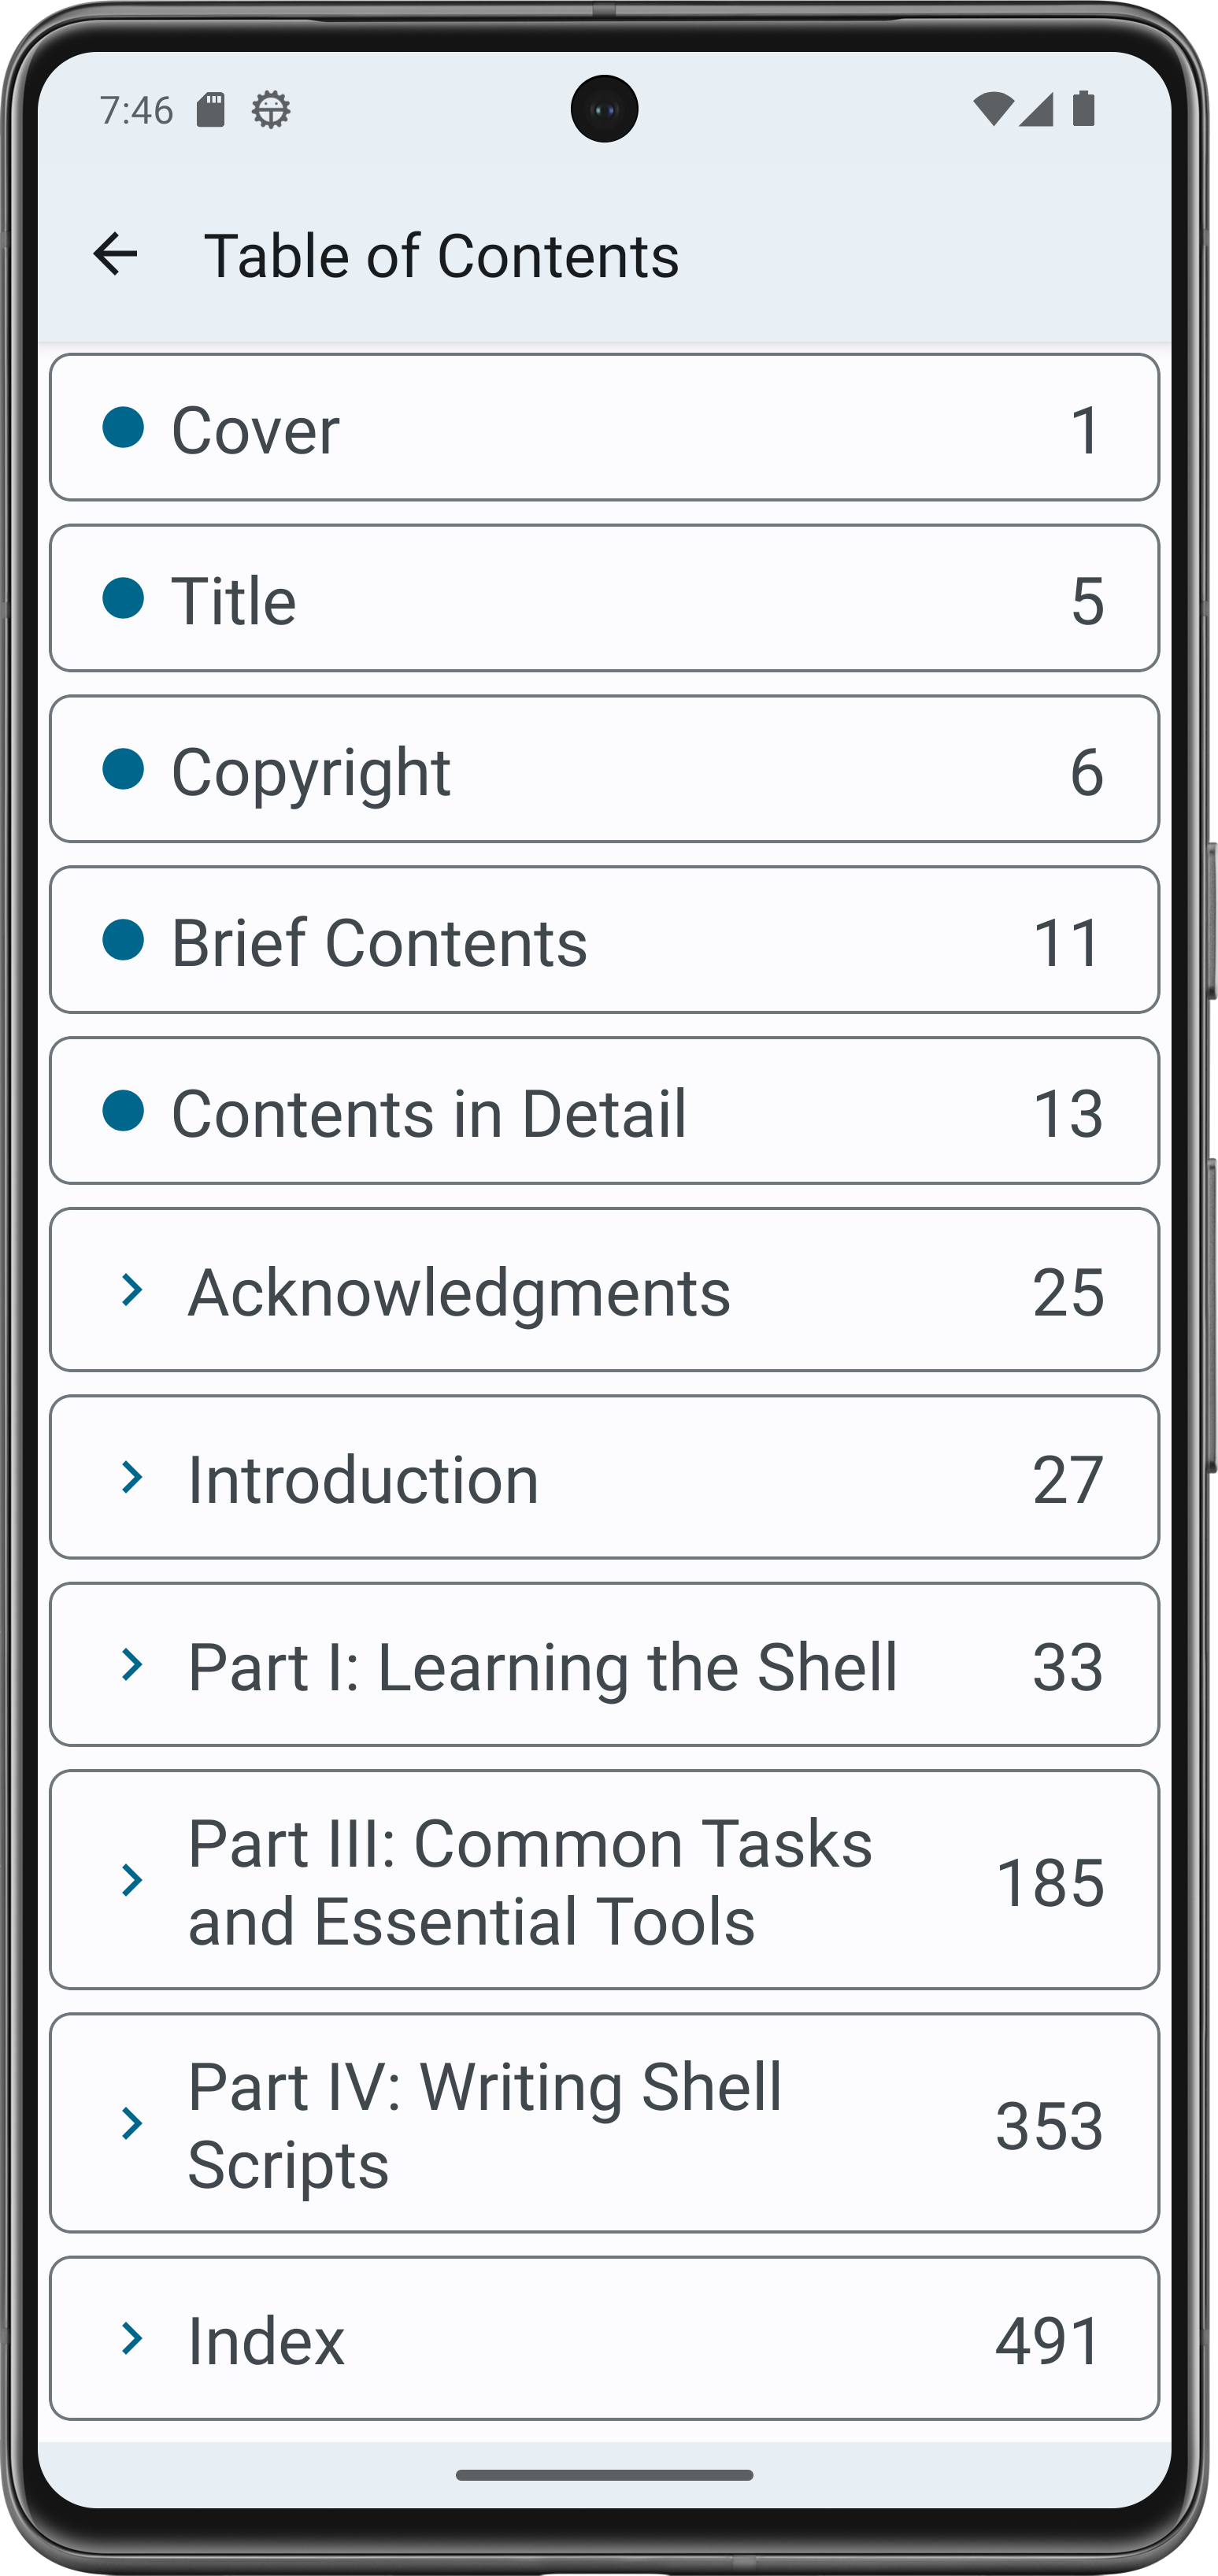 7:46
Table of Contents
Cover 1
Title 5
Copyright 6
Brief Contents 11
Contents in Detail 13
Acknowledgments 25
Introduction 27
Part I: Learning the Shell 33
Part III: Common Tasks
and Essential Tools 185
Part IV: Writing Shell
Scripts 353
Index 491